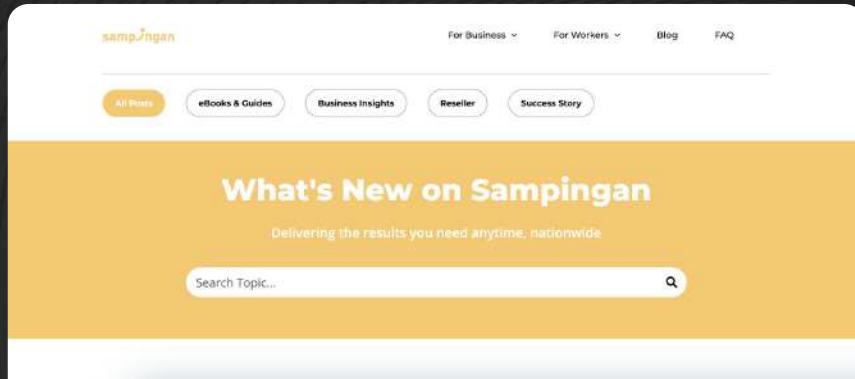 sampingan
For Business
For Workers
Blog
FAQ
All Posts
eBooks & Guides
Business Insights
Reseller
Success Story
What's New on Sampingan
Delivering the results you need anytime, nationwide
Search Topic...